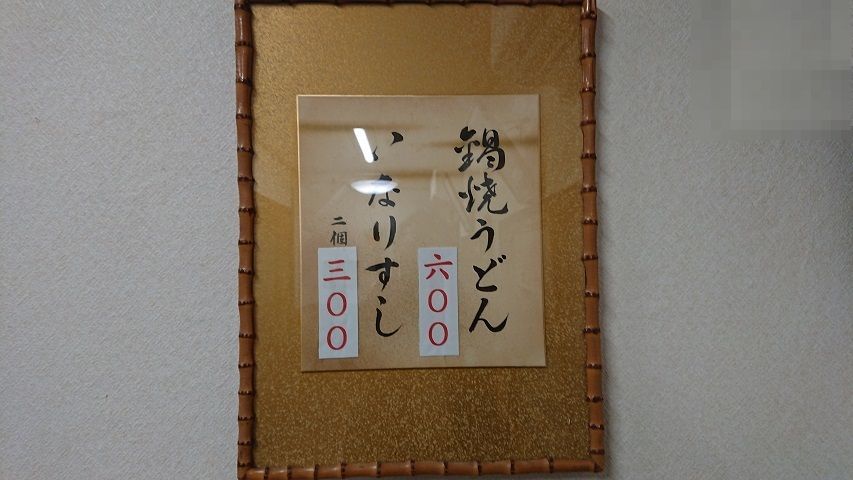 鍋焼うどん
六〇〇
いなりすし
二個
三〇〇